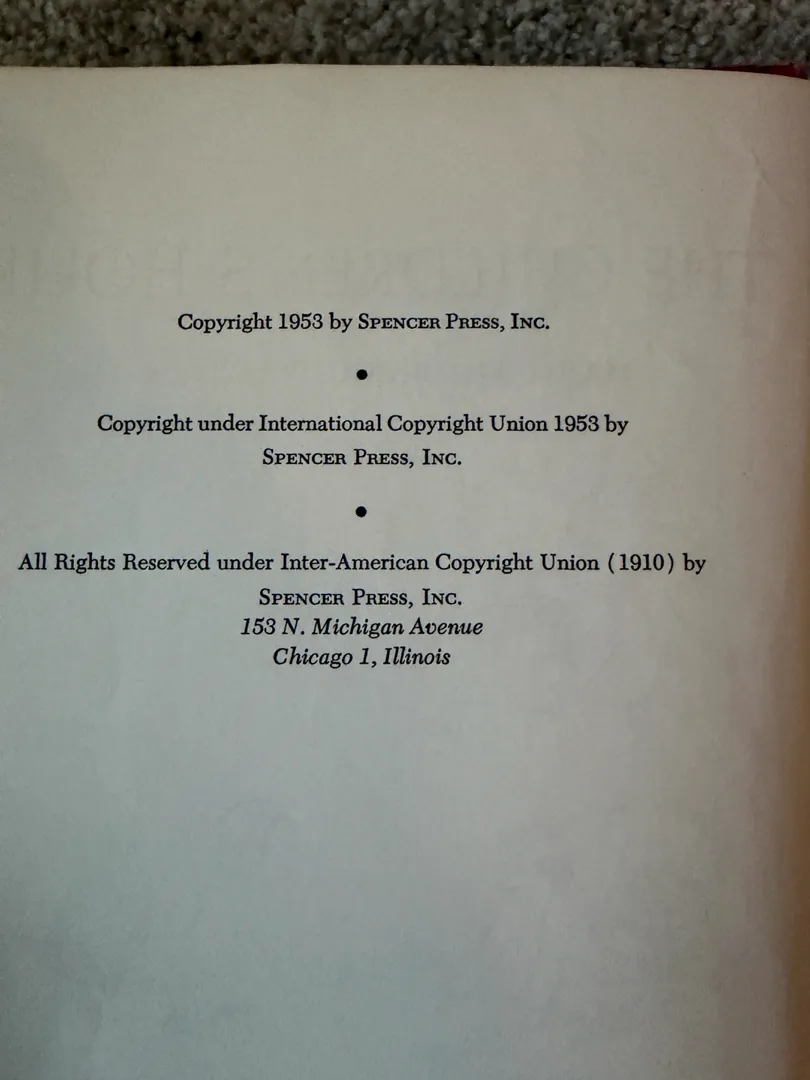 Copyright 1953 by Spencer Press, Inc.
•
Copyright under International Copyright Union 1953 by
Spencer Press, Inc.
•
All Rights Reserved under Inter-American Copyright Union (1910) by
Spencer Press, Inc.
153 N. Michigan Avenue
Chicago 1, Illinois